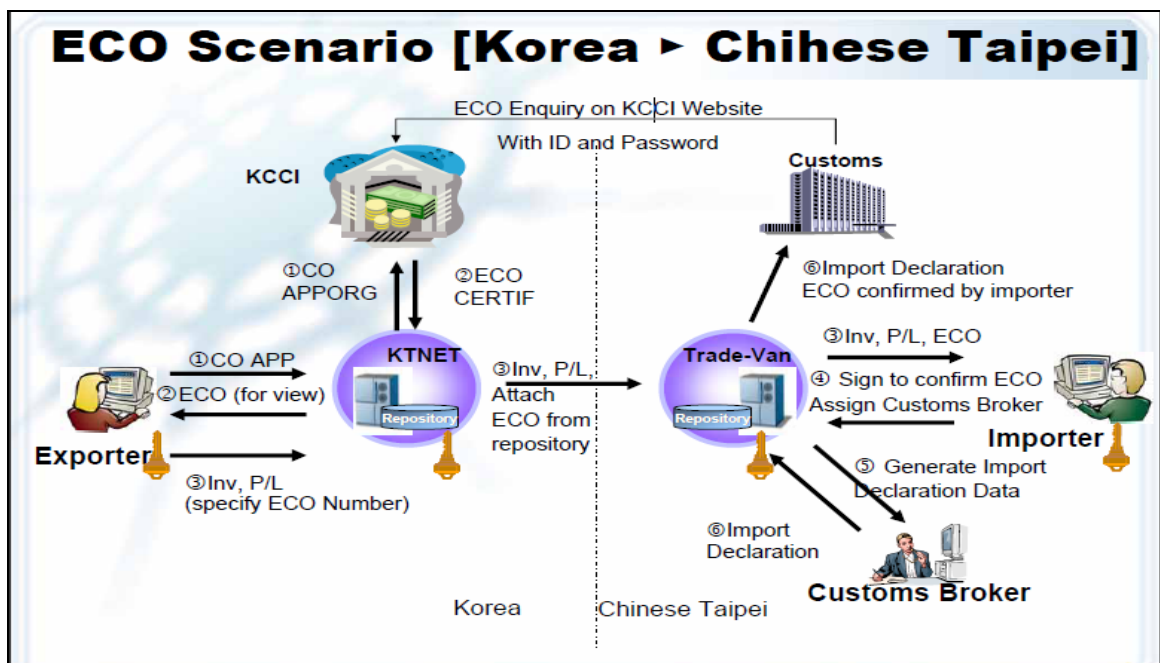 ECO Scenario [Korea ► Chihese Taipei]
ECO Enquiry on KCCI Website
With ID and Password
KCCI
Customs
①CO
APPORG
②ECO
CERTIF
⑥Import Declaration
ECO confirmed by importer
KTNET
Repository
Trade-Van
Repository
①CO APP
②ECO (for view)
Exporter
③Inv, P/L
(specify ECO Number)
③Inv, P/L,
Attach
ECO from
repository
③Inv, P/L, ECO
④ Sign to confirm ECO
Assign Customs Broker
Importer
⑤ Generate Import
Declaration Data
⑥Import
Declaration
Customs Broker
Korea
Chinese Taipei